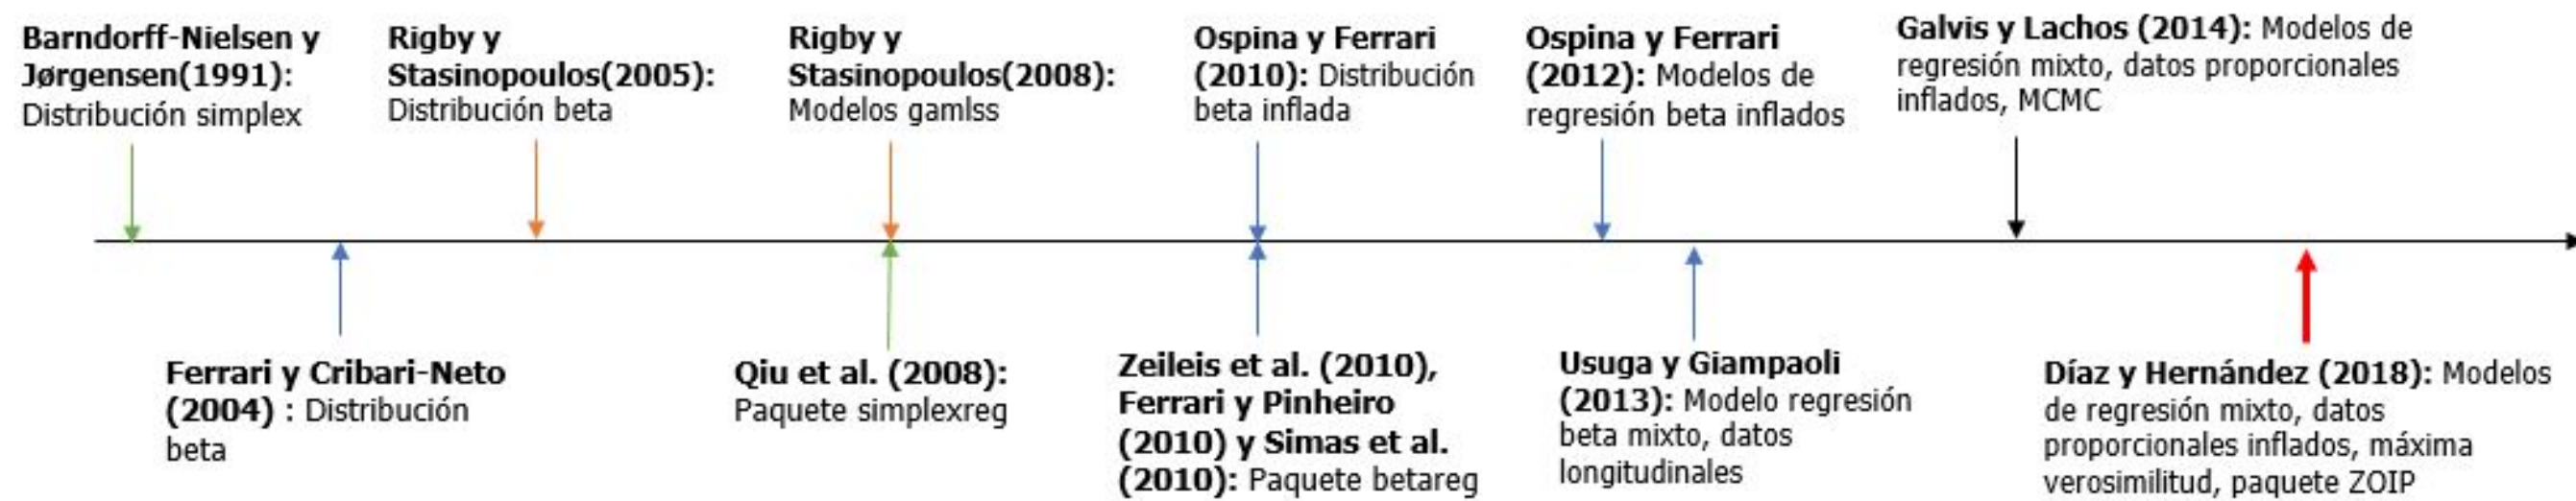 Barndorff-Nielsen y
Jørgensen(1991):
Distribución simplex
Rigby y
Stasinopoulos(2005):
Distribución beta
Rigby y
Stasinopoulos(2008):
Modelos gamlss
Ospina y Ferrari
(2010): Distribución
beta inflada
Ospina y Ferrari
(2012): Modelos de
regresión beta inflados
Galvis y Lachos (2014): Modelos de
regresión mixto, datos proporcionales
inflados, MCMC
Ferrari y Cribari-Neto
(2004) : Distribución
beta
Qiu et al. (2008):
Paquete simplexreg
Zeileis et al. (2010),
Ferrari y Pinheiro
(2010) y Simas et al.
(2010): Paquete betareg
Usuga y Giampaoli
(2013): Modelo regresión
beta mixto, datos
longitudinales
Díaz y Hernández (2018): Modelos
de regresión mixto, datos
proporcionales inflados, máxima
verosimilitud, paquete ZOIP